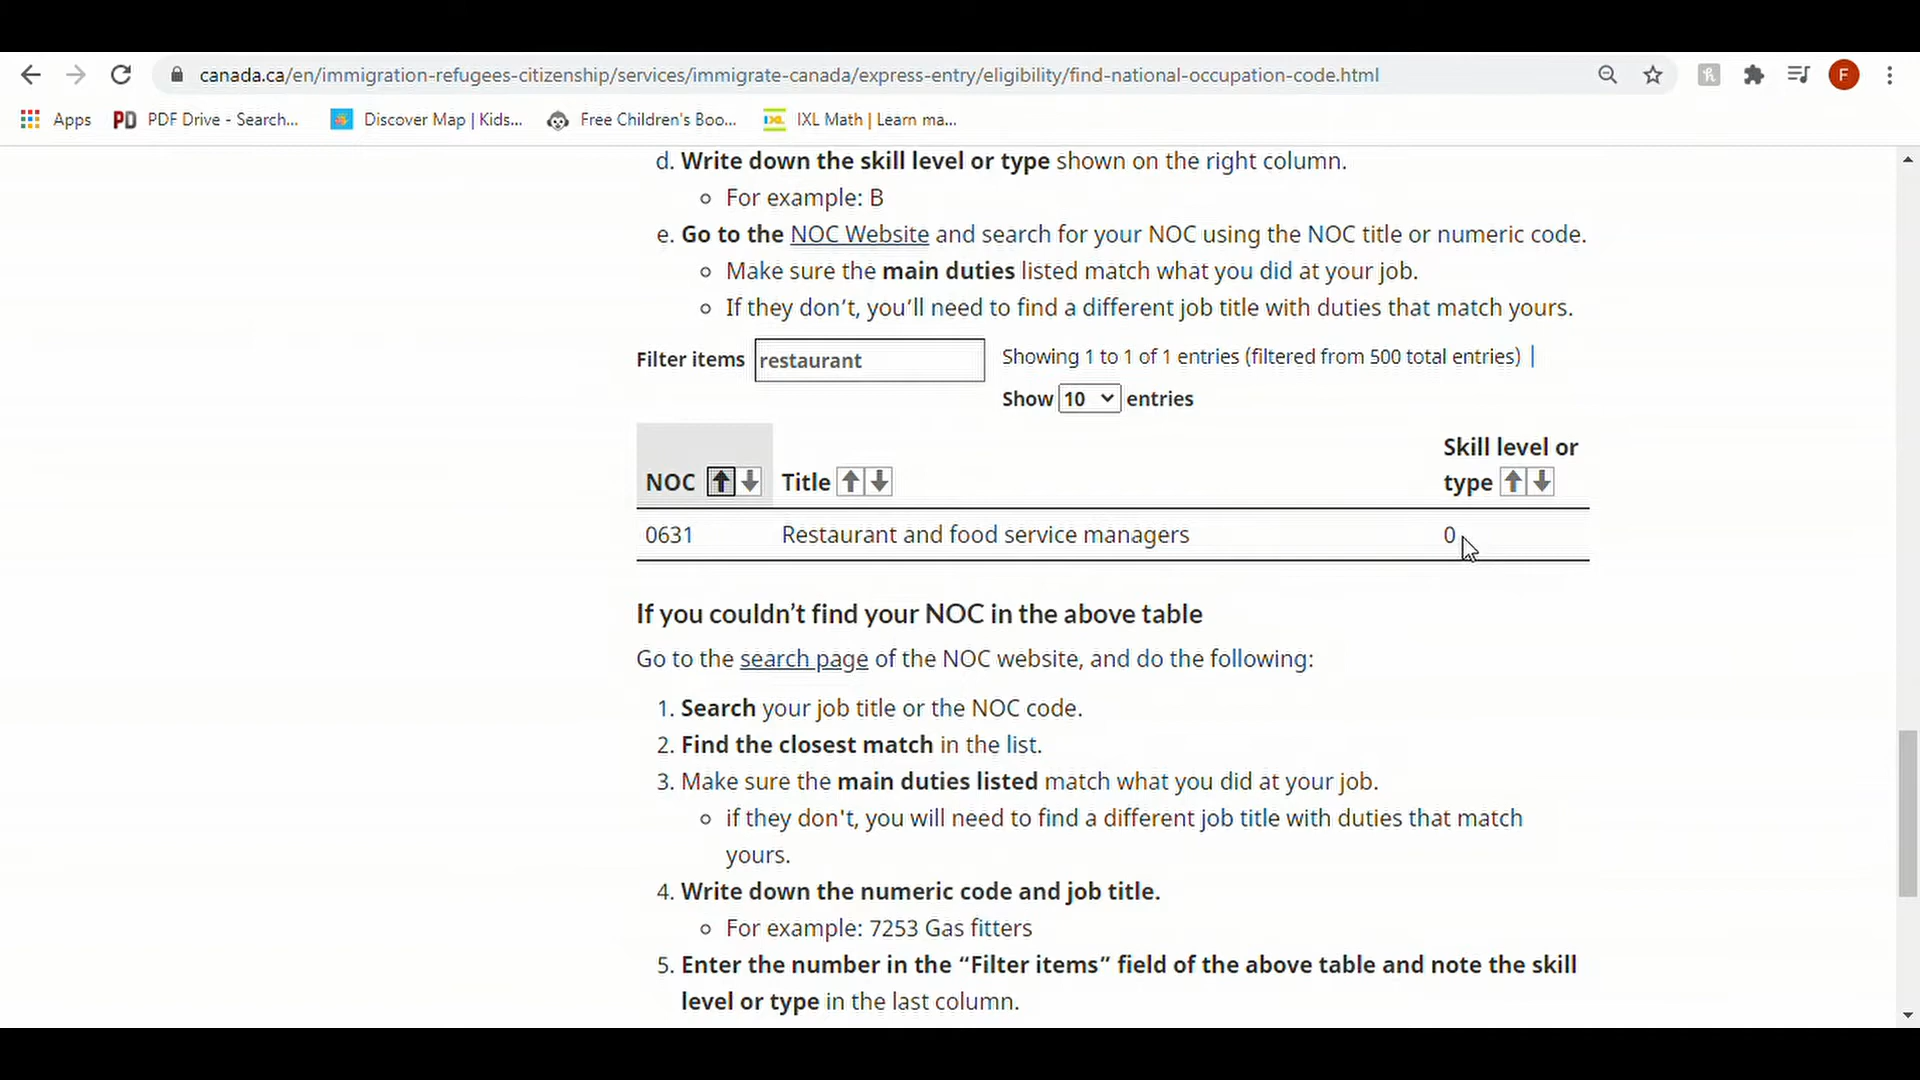 canada.ca/en/immigration-refugees-citizenship/services/immigrate-canada/express-entry/eligibility/find-national-occupation-code.html
F
Apps PD PDF Drive - Search... Discover Map | Kids... Free Children's Boo... IXL IXL Math | Learn ma...
d. Write down the skill level or type shown on the right column.
For example: B
e. Go to the NOC Website and search for your NOC using the NOC title or numeric code.
Make sure the main duties listed match what you did at your job.
If they don’t, you’ll need to find a different job title with duties that match yours.
Filter items restaurant Showing 1 to 1 of 1 entries (filtered from 500 total entries) |
Show 10 entries
Skill level or
NOC Title type
0631 Restaurant and food service managers 0
If you couldn’t find your NOC in the above table
Go to the search page of the NOC website, and do the following:
1. Search your job title or the NOC code.
2. Find the closest match in the list.
3. Make sure the main duties listed match what you did at your job.
if they don't, you will need to find a different job title with duties that match
yours.
4. Write down the numeric code and job title.
For example: 7253 Gas fitters
5. Enter the number in the “Filter items” field of the above table and note the skill
level or type in the last column.